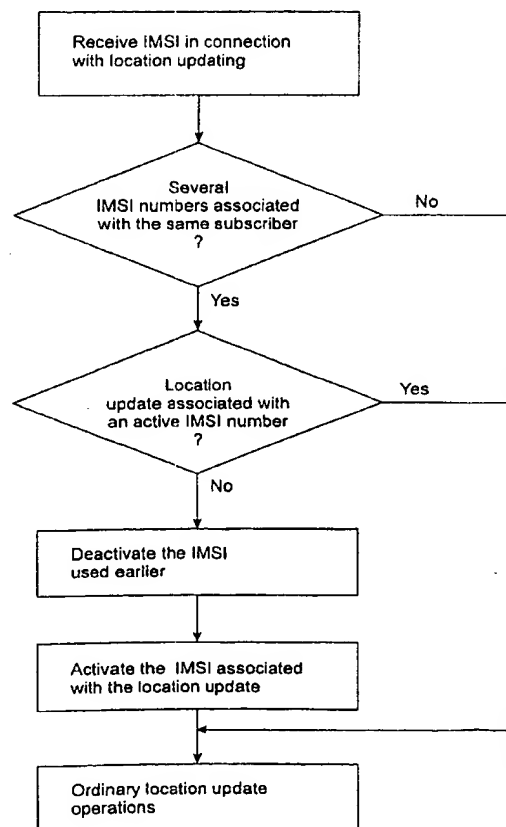 Receive IMSI in connection
with location updating
Several
IMSI numbers associated
with the same subscriber
?
No
Yes
Location
update associated with
an active IMSI number
?
Yes
No
Deactivate the IMSI
used earlier
Activate the IMSI associated
with the location update
Ordinary location update
operations